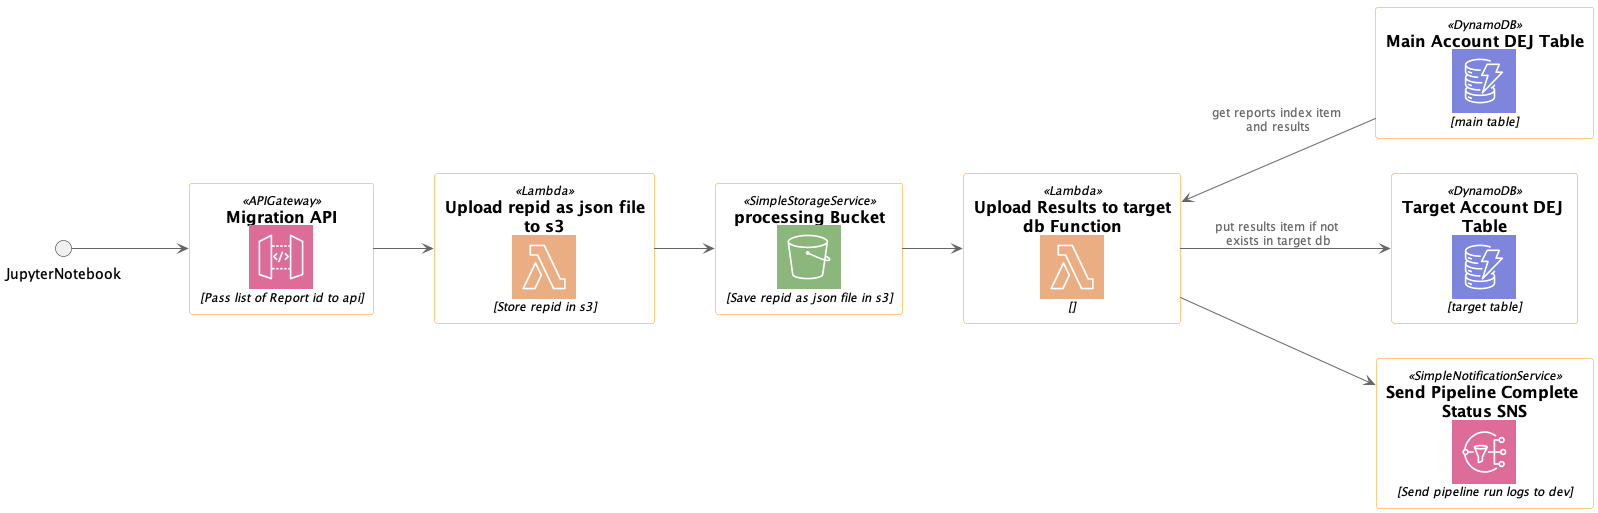 JupyterNotebook
«APIGateway»
Migration API
[Pass list of Report id to api]
«Lambda»
Upload repid as json file
to s3
[Store repid in s3]
«SimpleStorageService»
processing Bucket
[Save repid as json file in s3]
«Lambda»
Upload Results to target
db Function
[]
get reports index item
and results
put results item if not
exists in target db
«DynamoDB»
Main Account DEJ Table
[main table]
«DynamoDB»
Target Account DEJ
Table
[target table]
«SimpleNotificationService»
Send Pipeline Complete
Status SNS
[Send pipeline run logs to dev]